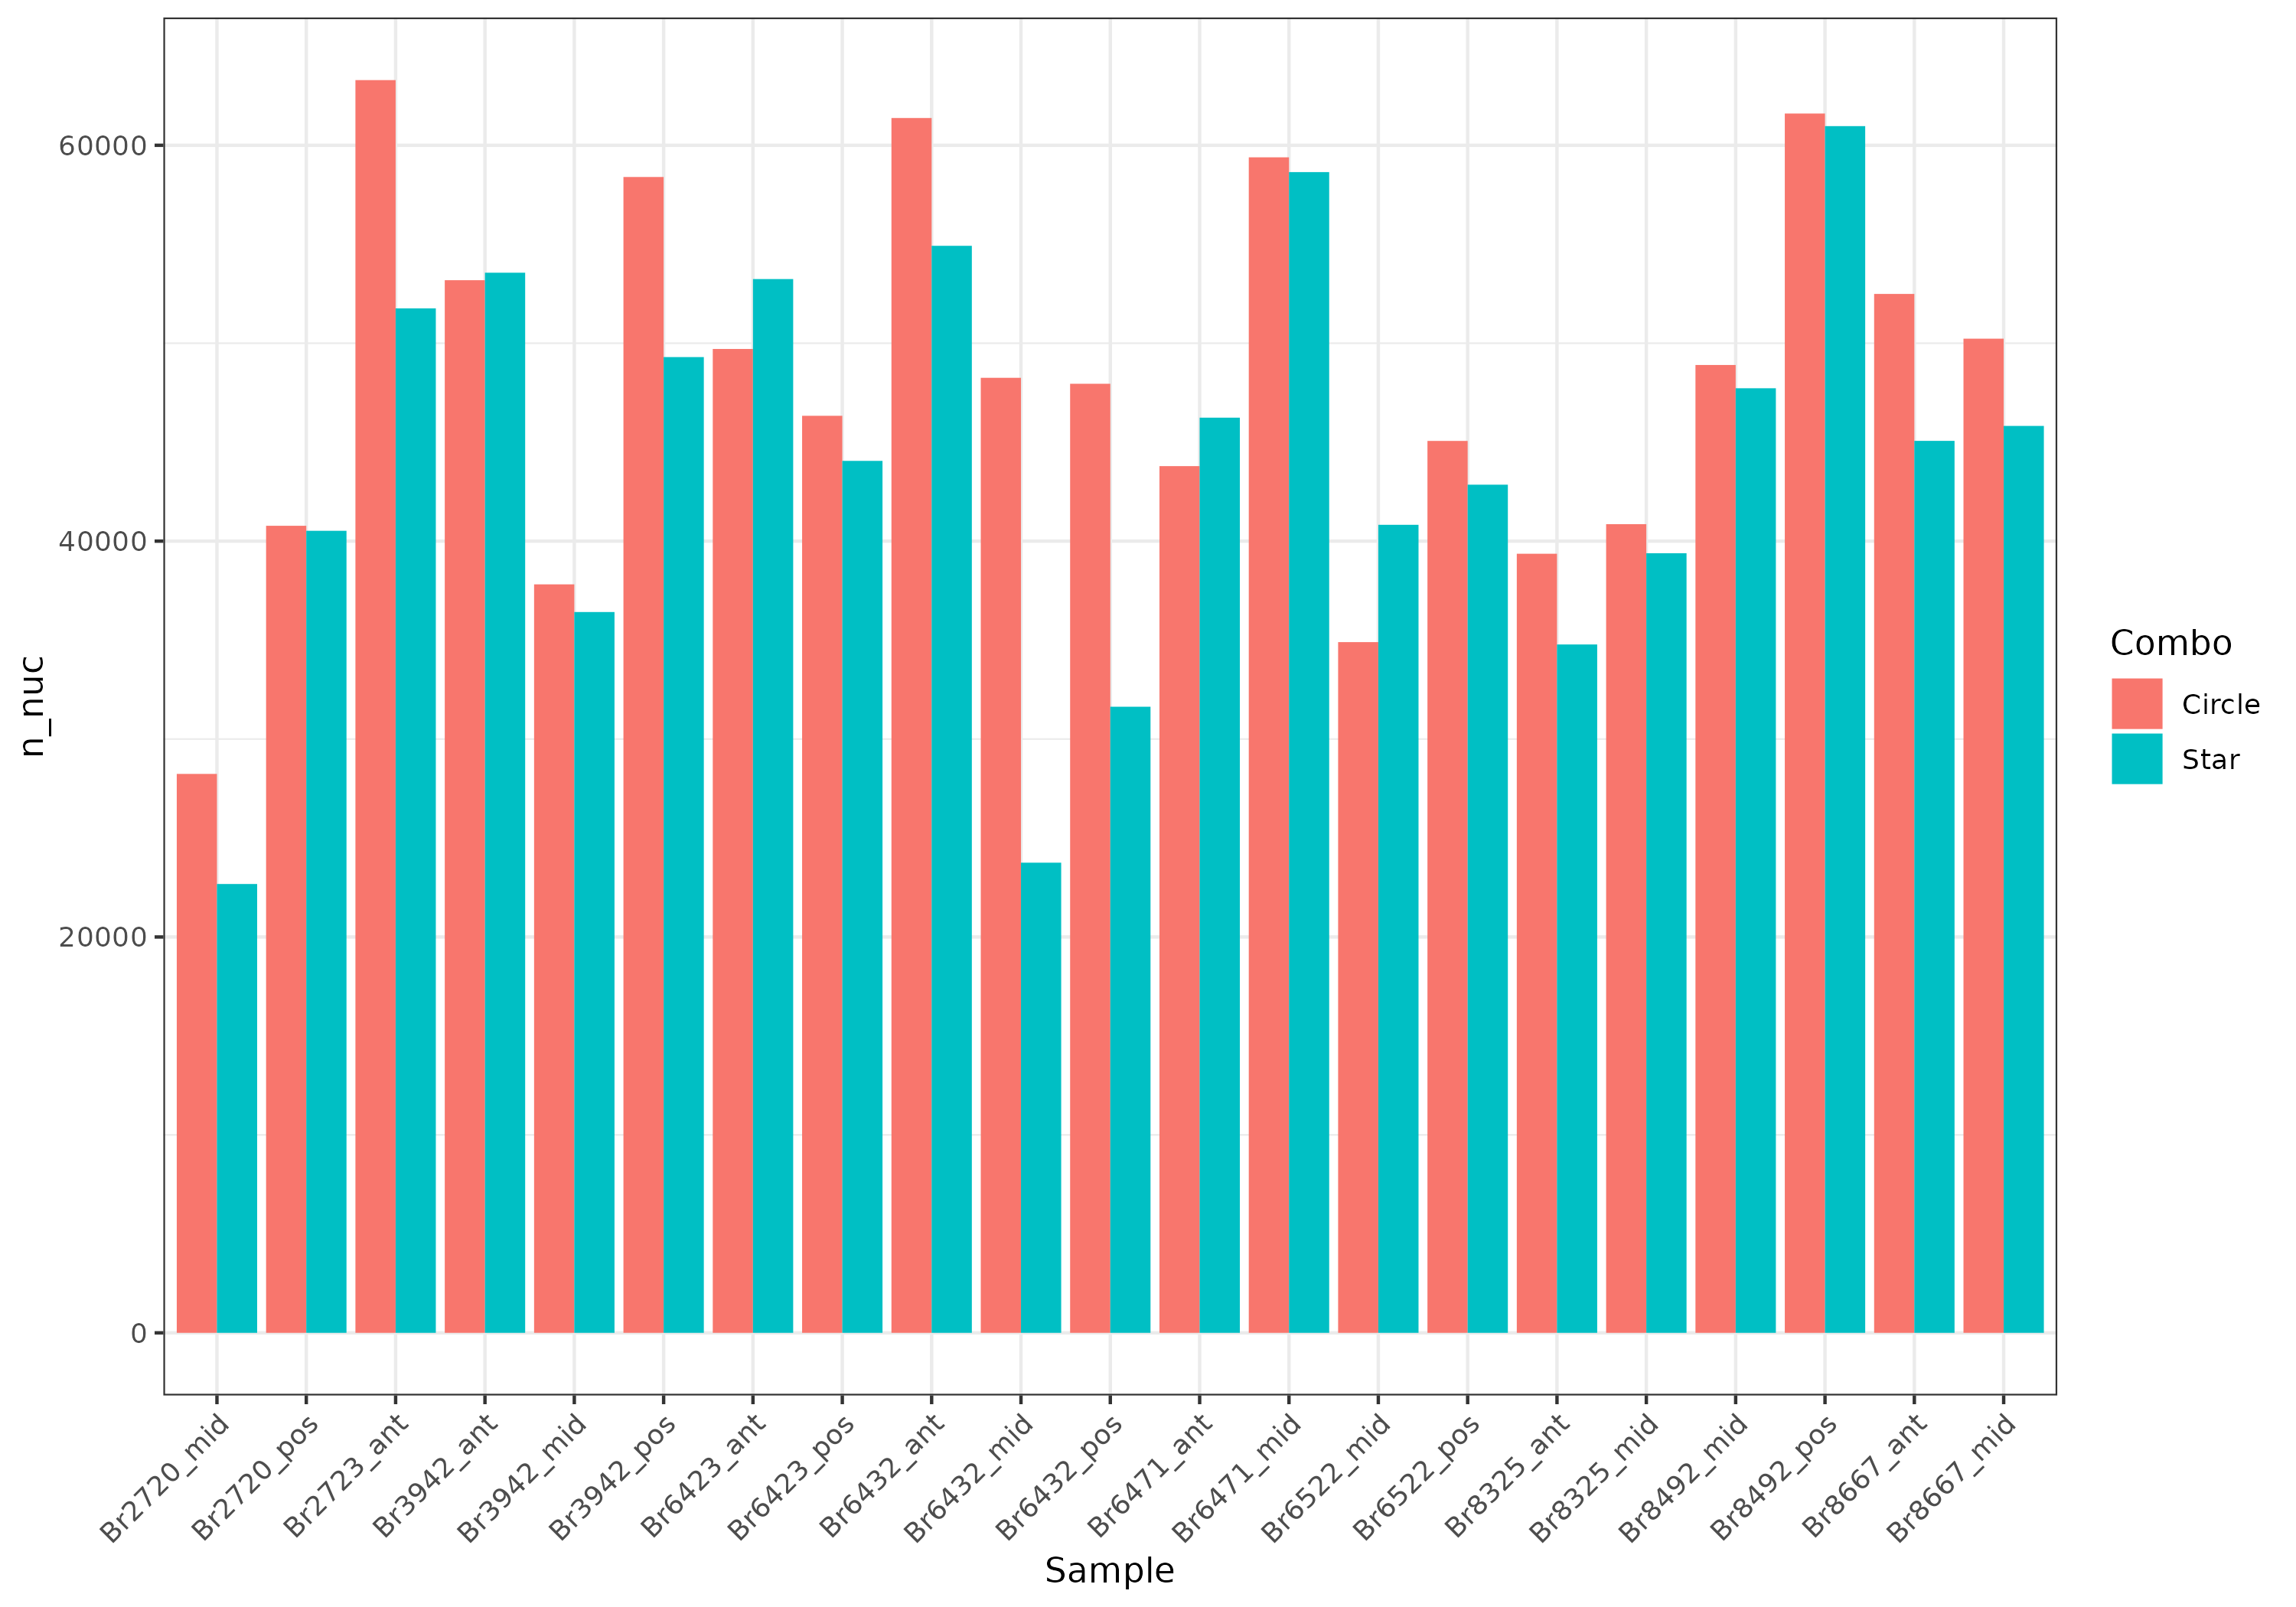 60000
40000
20000
0
n_nuc
Br2720_mid
Br2720_pos
Br2723_ant
Br3942_ant
Br3942_mid
Br3942_pos
Br6423_ant
Br6423_pos
Br6432_ant
Br6432_mid
Br6432_pos
Br6471_ant
Br6471_mid
Br6522_mid
Br6522_pos
Br8325_ant
Br8325_mid
Br8492_mid
Br8492_pos
Br8667_ant
Br8667_mid
Sample
Combo
Circle
Star